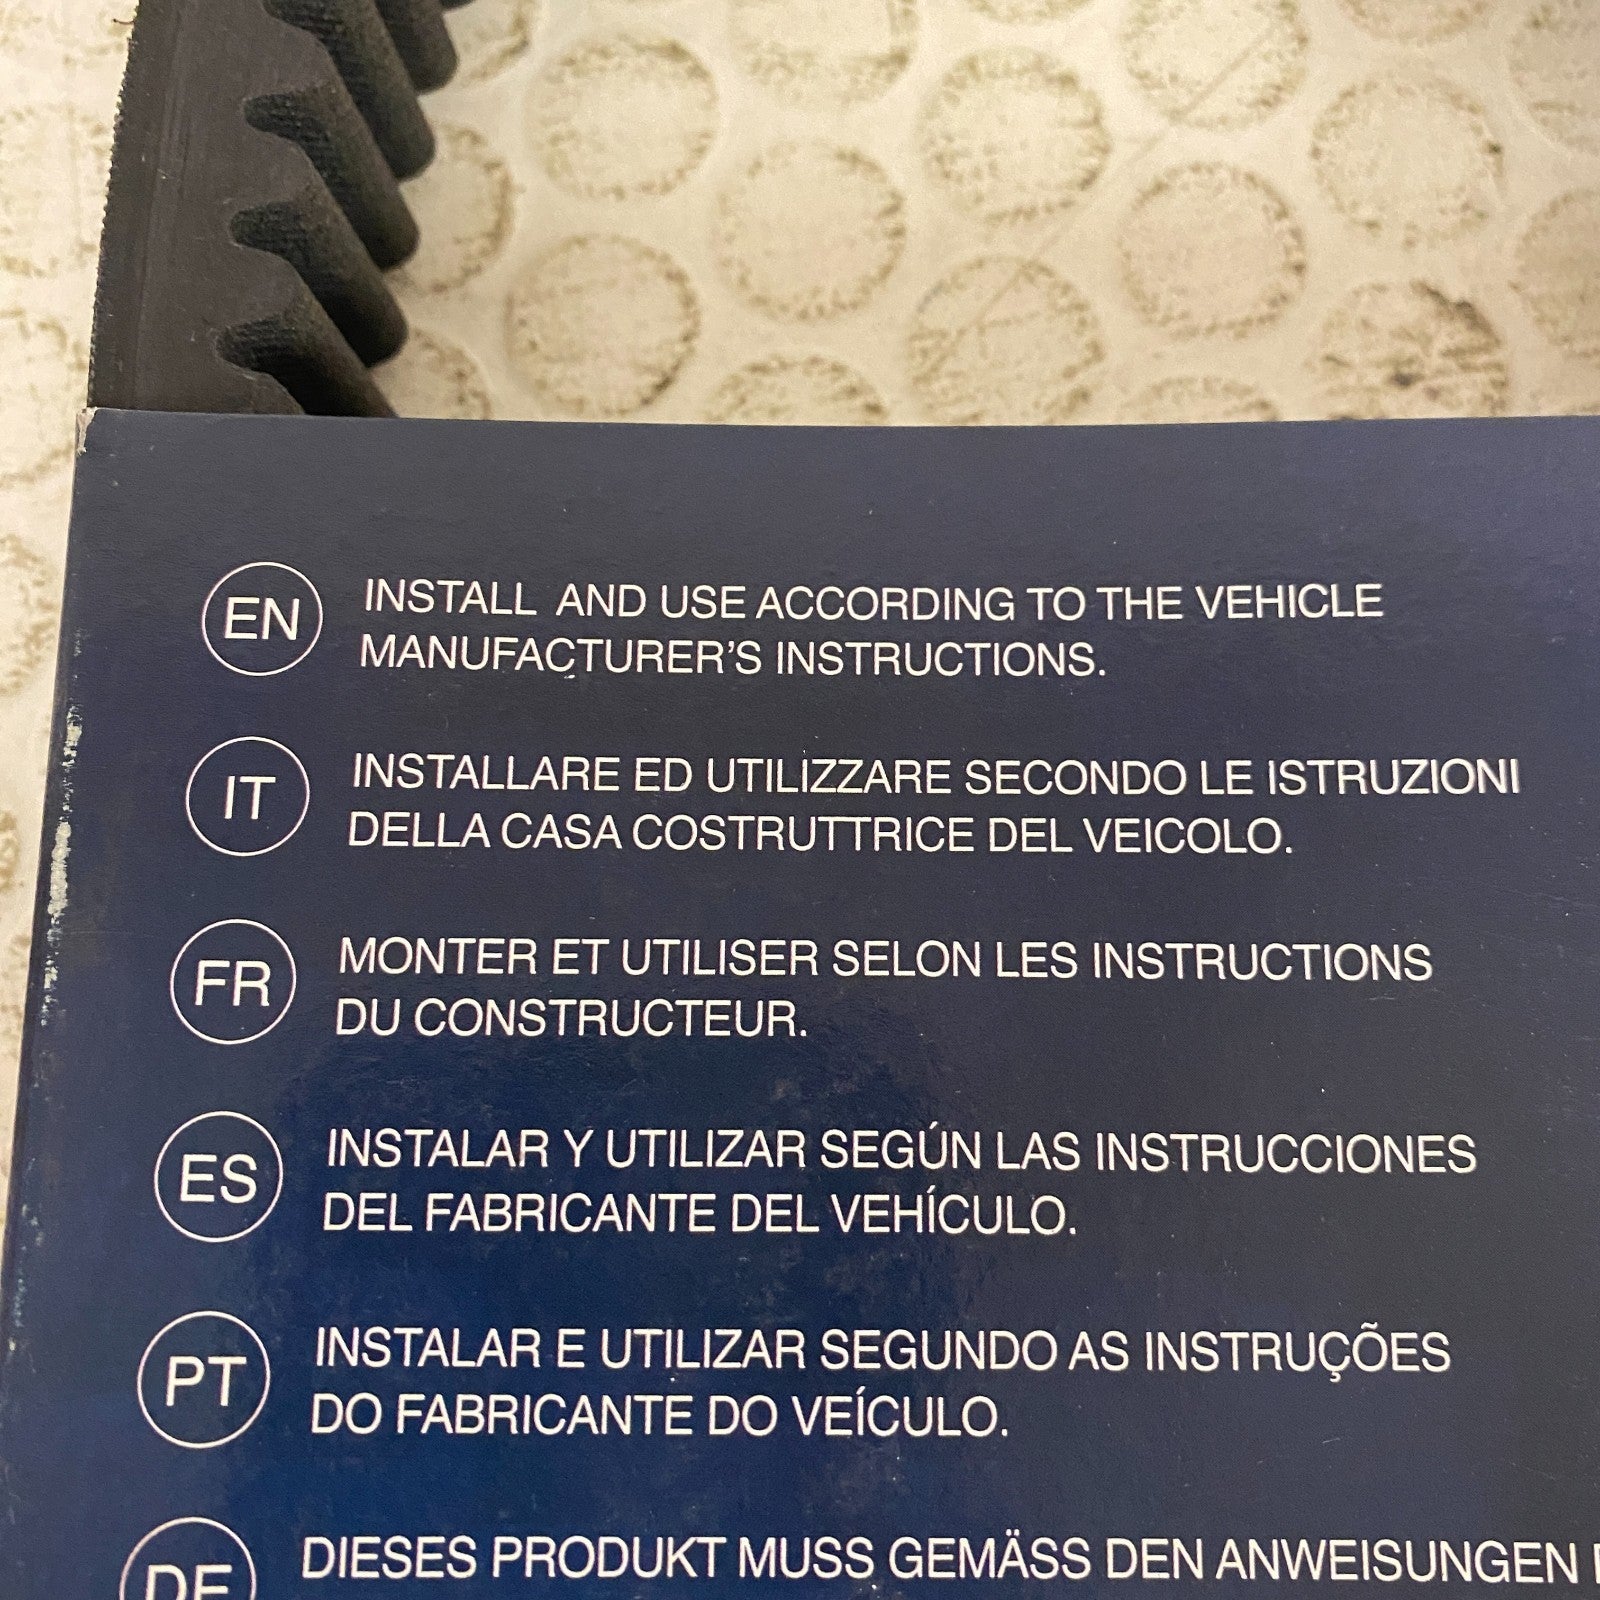 EN INSTALL AND USE ACCORDING TO THE VEHICLE
MANUFACTURER'S INSTRUCTIONS.
IT INSTALLARE ED UTILIZZARE SECONDO LE ISTRUZIONI
DELLA CASA COSTRUTTRICE DEL VEICOLO.
FR MONTER ET UTILISER SELON LES INSTRUCTIONS
DU CONSTRUCTEUR.
ES INSTALAR Y UTILIZAR SEGÚN LAS INSTRUCCIONES
DEL FABRICANTE DEL VEHÍCULO.
PT INSTALAR E UTILIZAR SEGUNDO AS INSTRUÇÕES
DO FABRICANTE DO VEÍCULO.
DE DIESES PRODUKT MUSS GEMÄSS DEN ANWEISUNGEN